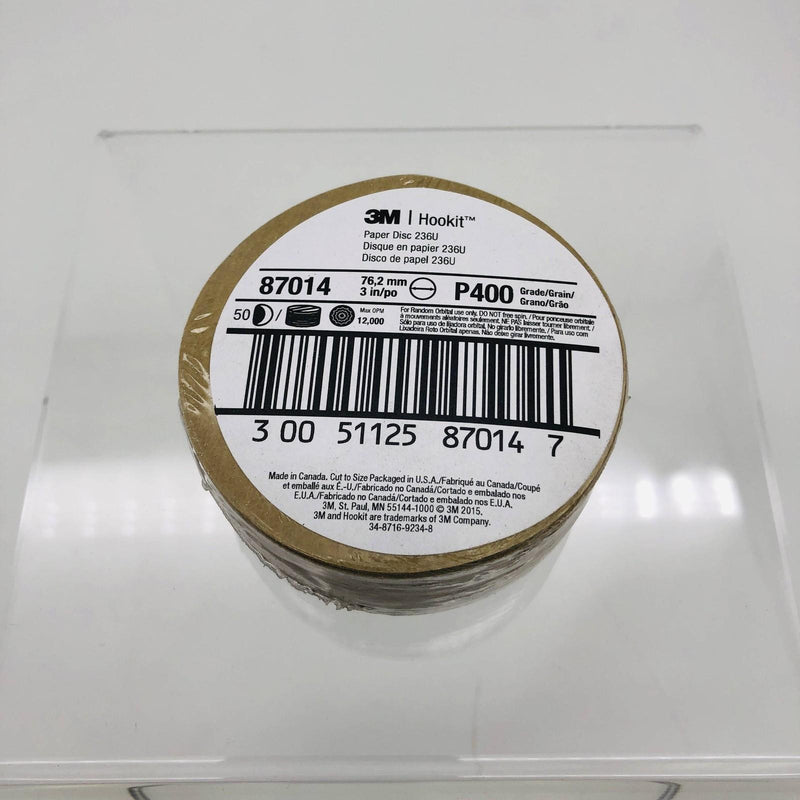 3M | Hookit™
Paper Disc 236U
Disque en papier 236U
Disco de papel 236U
87014
76,2 mm
3 in/po
P400
Grade/Grain/
Grano/Grão
50
/
Max OPM
12,000
For Random Orbital use only. DO NOT free spin. / Pour ponceuse orbitale
à mouvements aléatoires seulement. NE PAS laisser tourner librement. /
Sólo para uso de lijadora orbital. No girarlo libremente. / Para uso com
Lixadeira Roto Orbital apenas. Não deixe girar livremente.
3 00 51125 87014 7
Made in Canada. Cut to Size Packaged in U.S.A./Fabriqué au Canada/Coupé
et emballé aux É.-U./Fabricado no Canadá/Cortado e embalado nos
E.U.A./Fabricado no Canadá/Cortado e embalado nos E.U.A.
3M, St. Paul, MN 55144-1000 © 3M 2015.
3M and Hookit are trademarks of 3M Company.
34-8716-9234-8